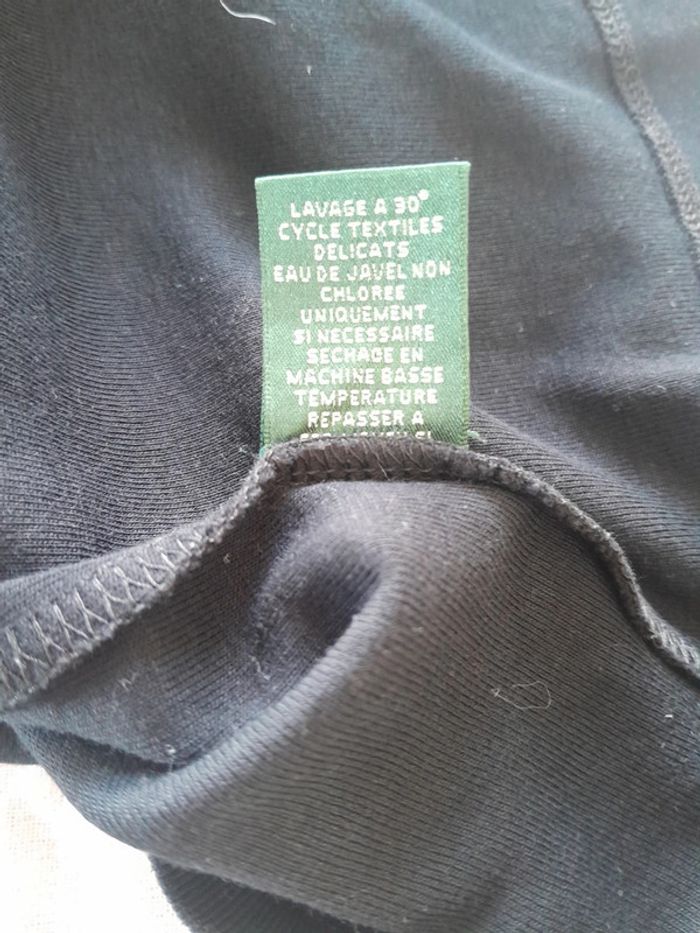 LAVAGE A 30°
CYCLE TEXTILES
DELICATS
EAU DE JAVEL NON
CHLOREE
UNIQUEMENT
SI NECESSAIRE
SECHAGE EN
MACHINE BASSE
TEMPERATURE
REPASSER A